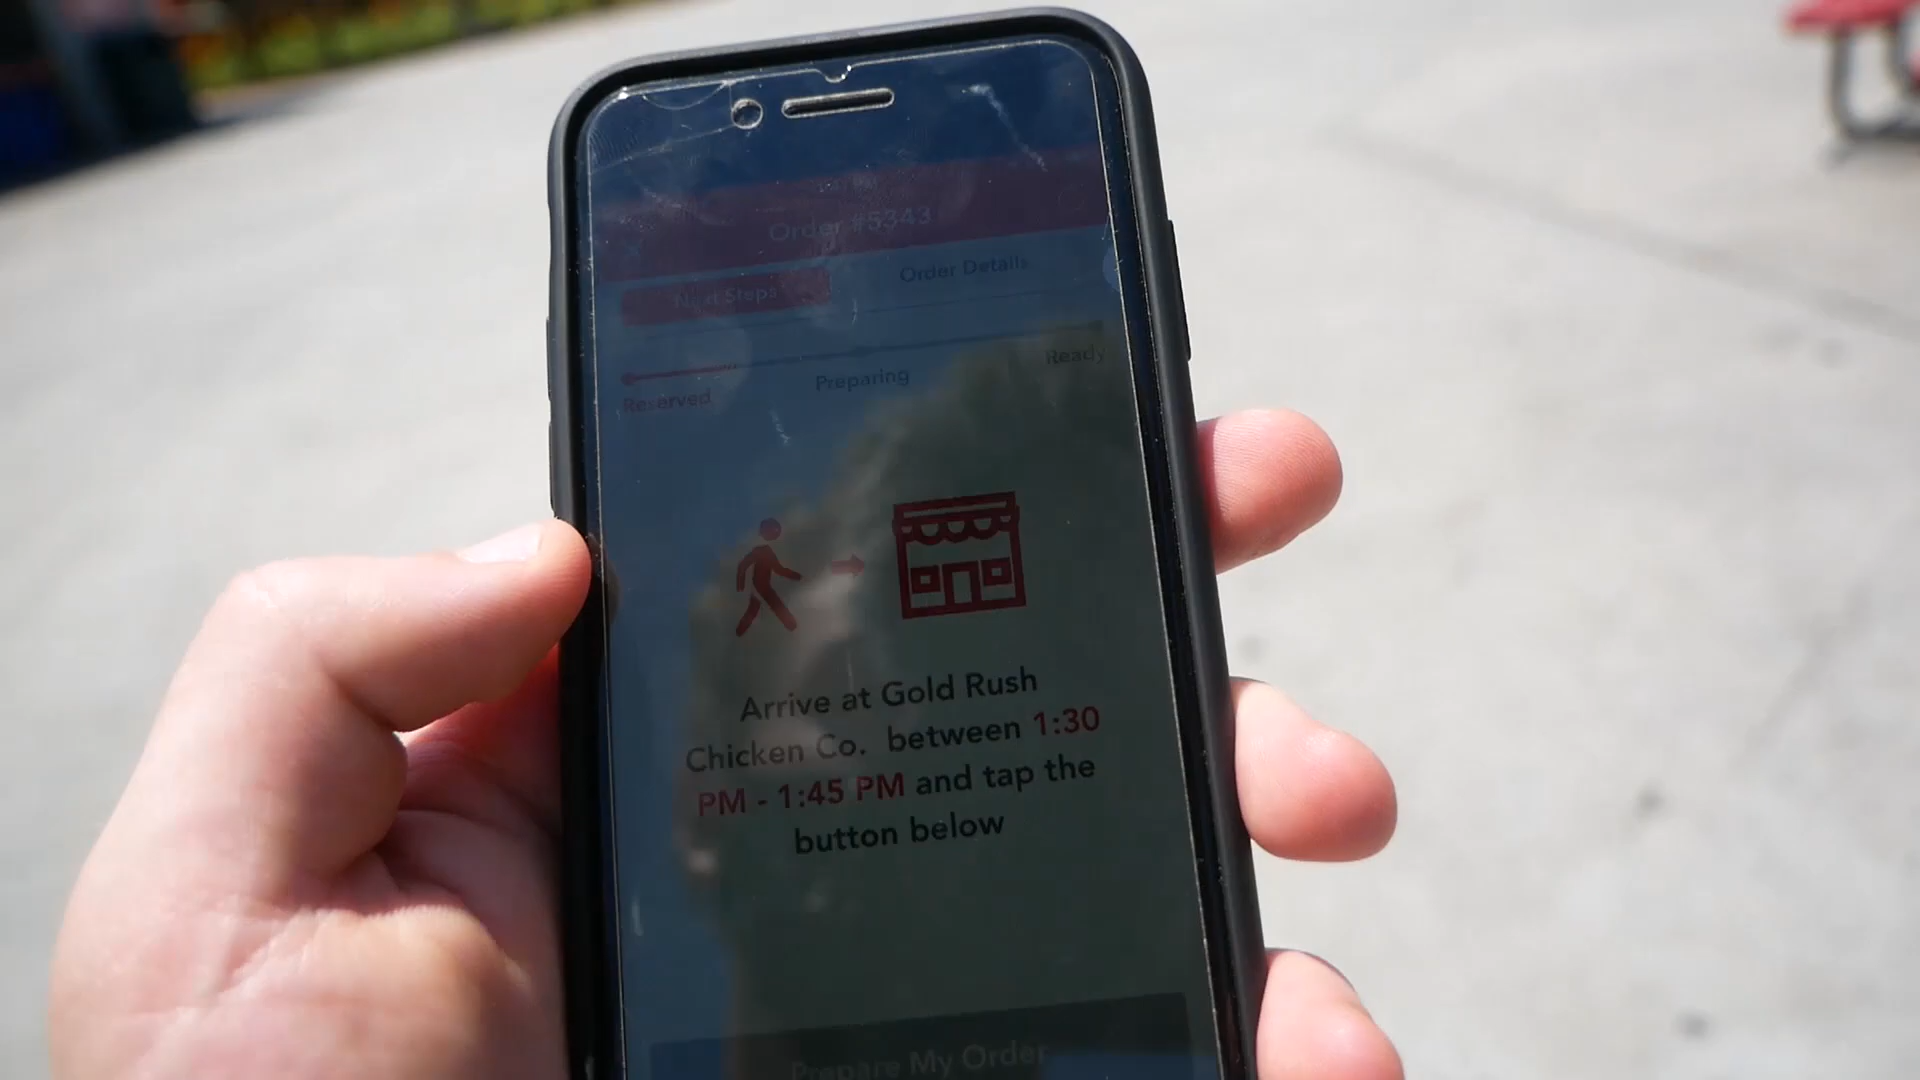 Order #5343
Next Steps
Order Details
Reserved
Preparing
Ready
Arrive at Gold Rush
Chicken Co. between 1:30
PM - 1:45 PM and tap the
button below
Prepare My Order